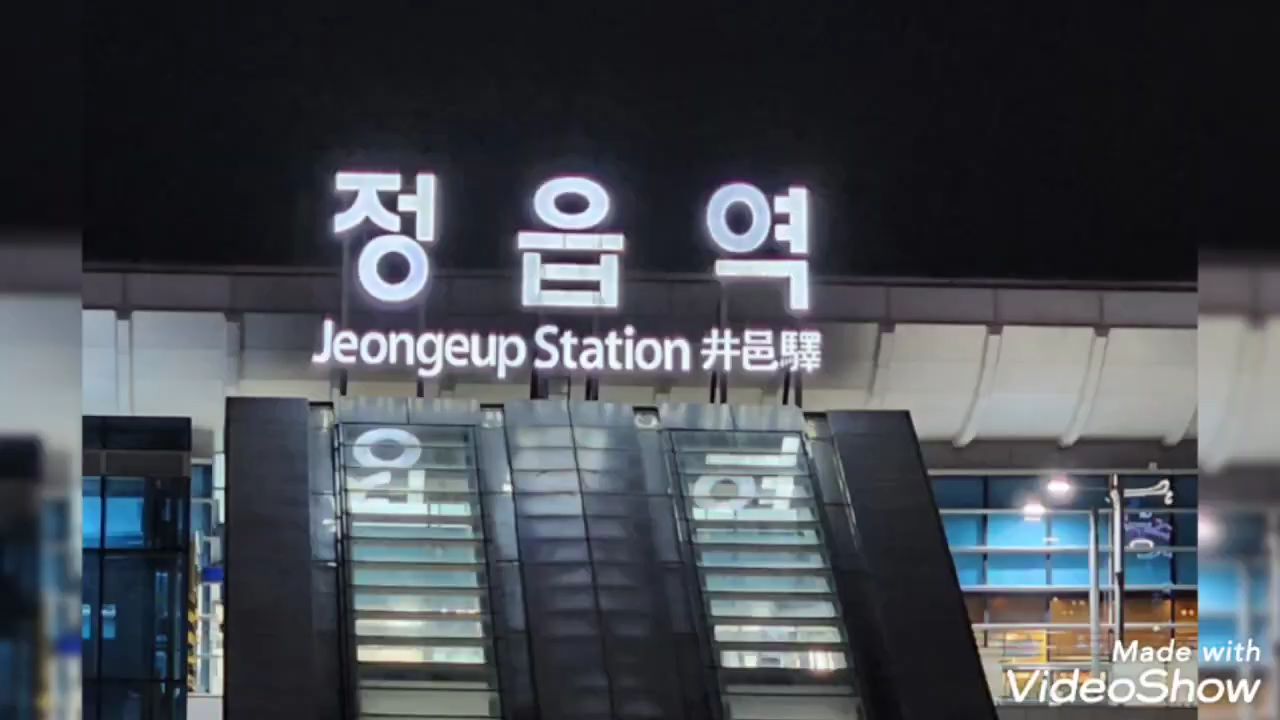 정읍역
Jeongeup Station 井邑驛
Made with
VideoShow